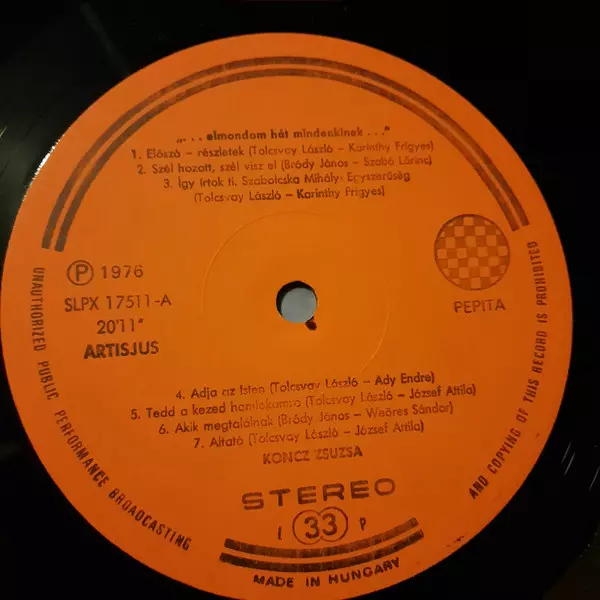 „. . . elmondom hát mindenkinek . . ."
1. Előszó – részletek (Tolcsvay László – Karinthy Frigyes)
2. Szél hozott, szél visz el (Bródy János – Szabó Lőrinc)
3. Így írtok ti. Szabolcska Mihály: Egyszerűség
(Tolcsvay László – Karinthy Frigyes)
℗ 1976
SLPX 17511-A
20'11"
ARTISJUS
PEPITA
4. Adja az Isten (Tolcsvay László – Ady Endre)
5. Tedd a kezed homlokomra (Tolcsvay László – József Attila)
6. Akik megtalálnak (Bródy János – Weöres Sándor)
7. Altató (Tolcsvay László – József Attila)
KONCZ ZSUZSA
STEREO
I 33 P
MADE IN HUNGARY
UNAUTHORIZED PUBLIC PERFORMANCE BROADCASTING
AND COPYING OF THIS RECORD IS PROHIBITED